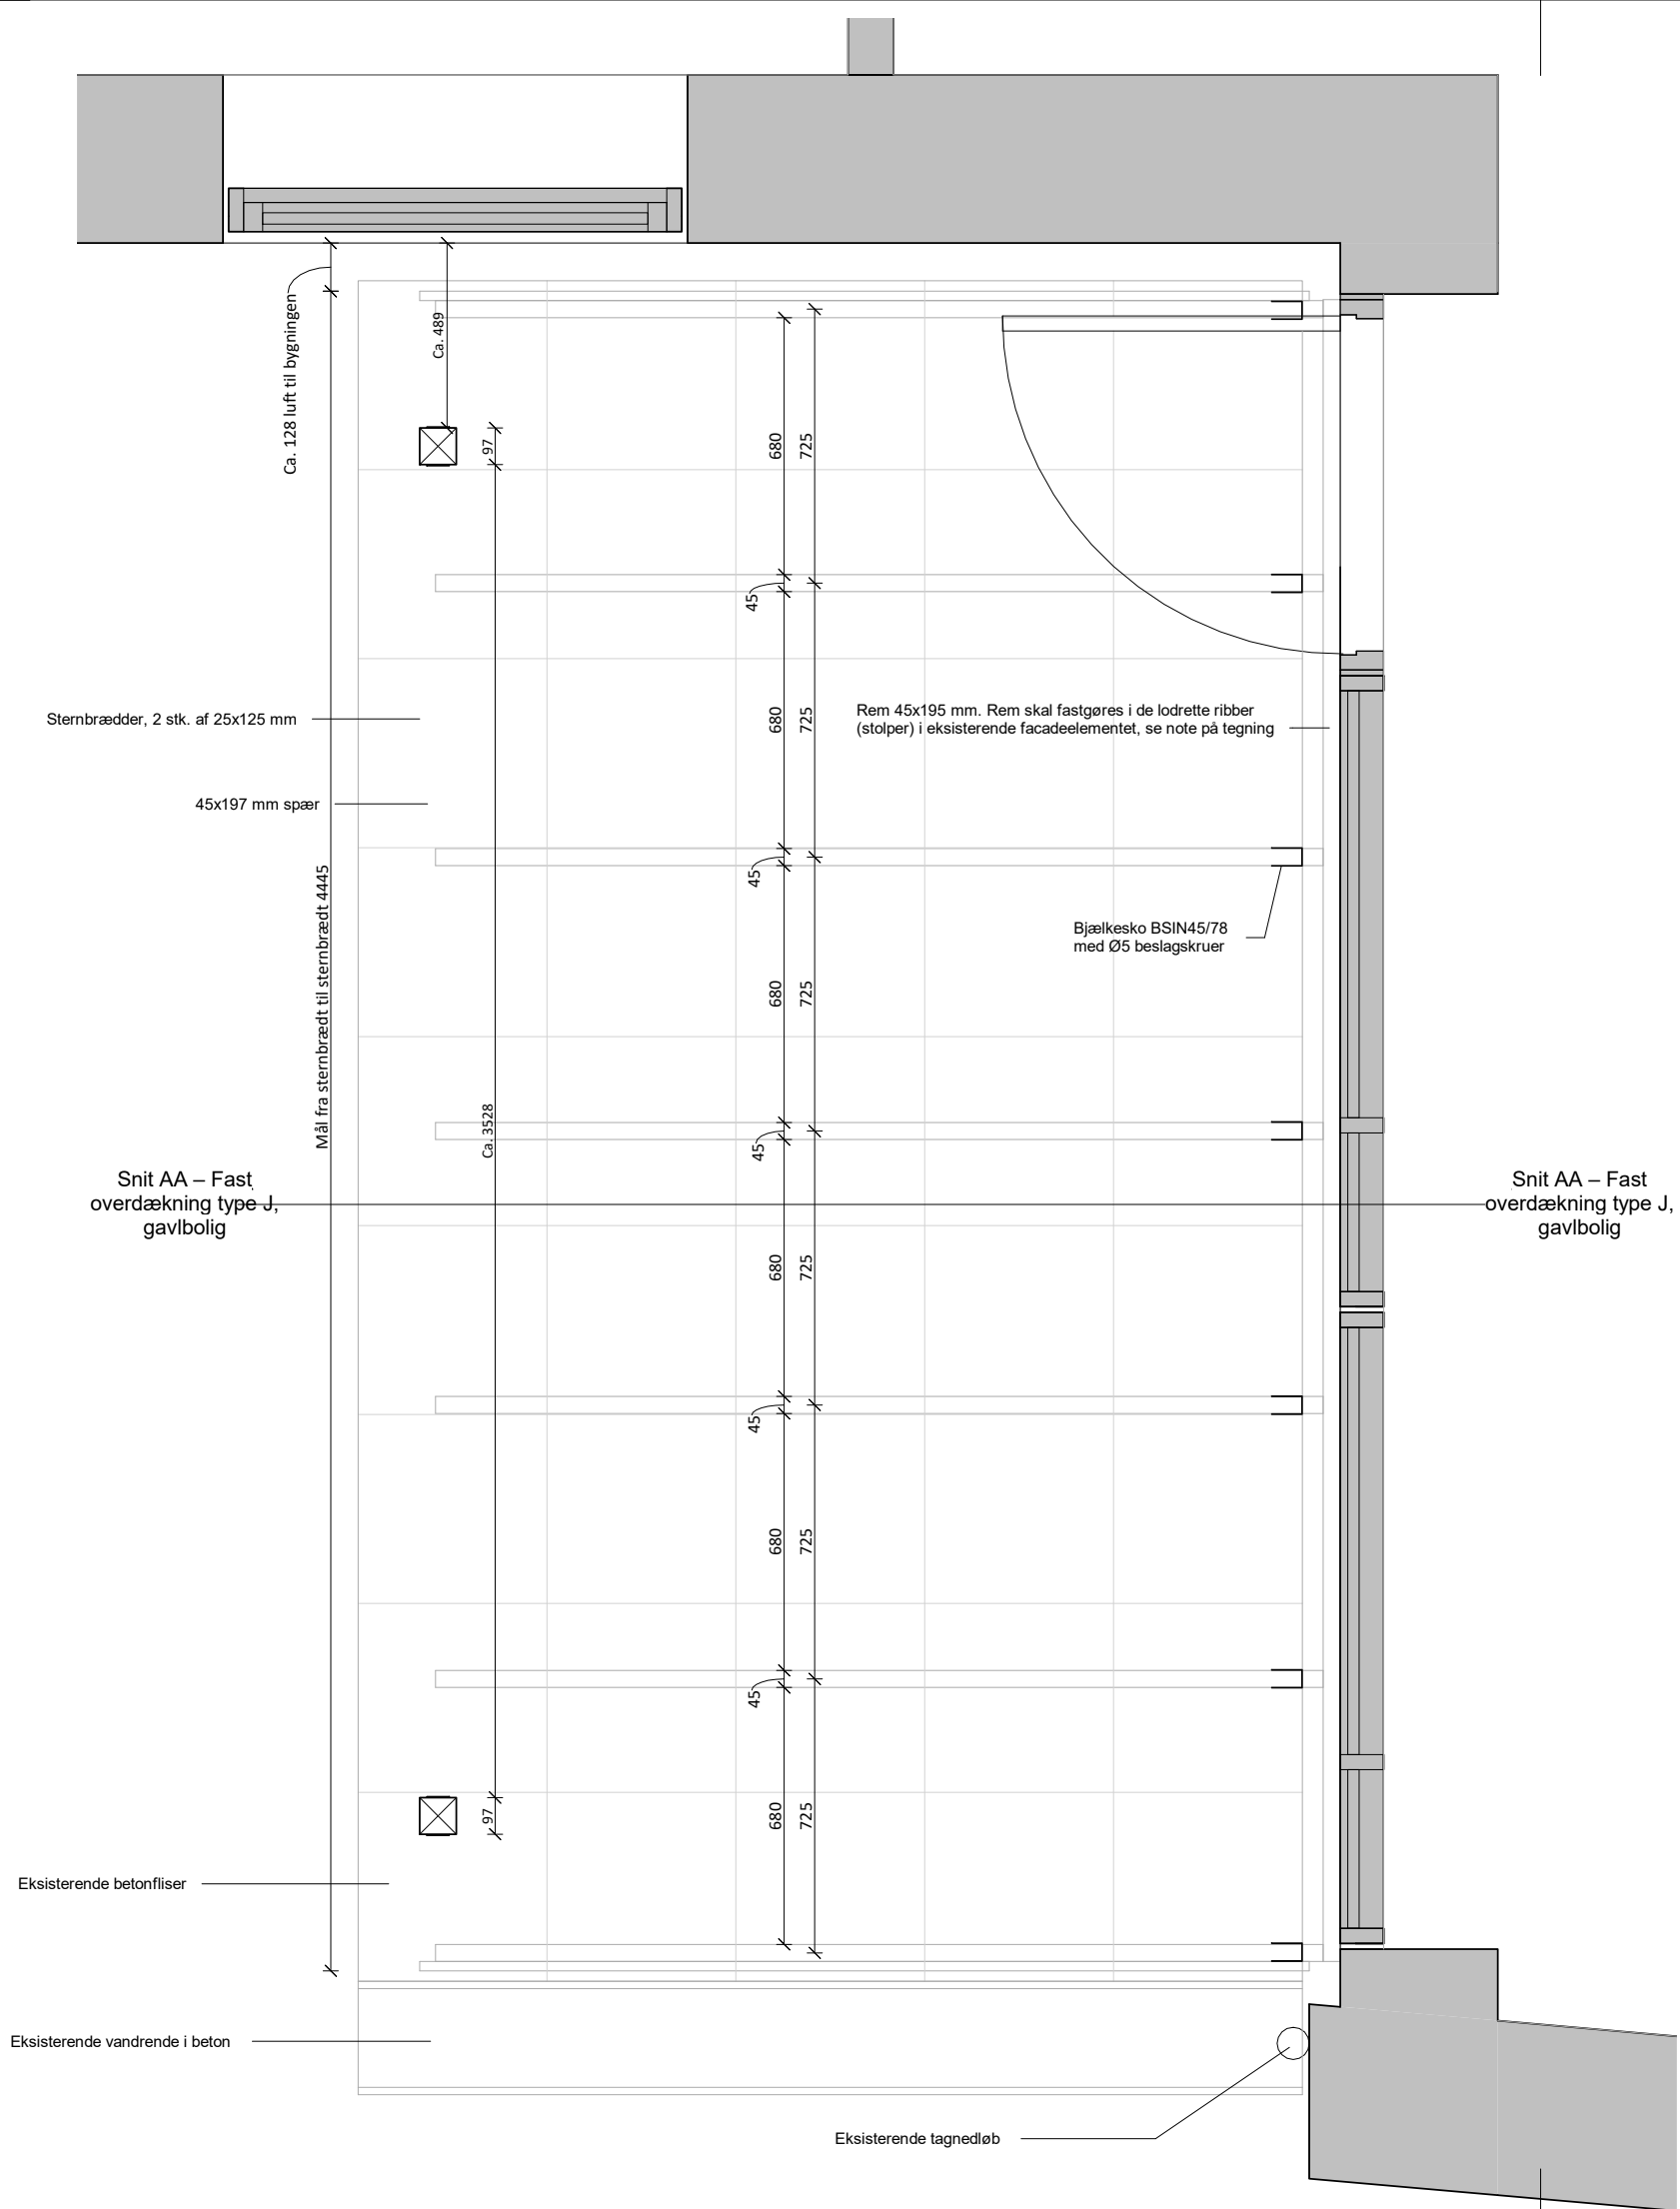 Ca. 128 luft til bygningen
Ca. 489
97
680
725
45
Sternbrædder, 2 stk. af 25x125 mm
680
725
Rem 45x195 mm. Rem skal fastgøres i de lodrette ribber
(stolper) i eksisterende facadeelementet, se note på tegning
45x197 mm spær
45
Bjælkesko BSIN45/78
med Ø5 beslagskruer
Mål fra sternbrædt til sternbrædt 4445
680
725
Ca. 3528
45
Snit AA – Fast
overdækning type J,
gavlbolig
Snit AA – Fast
overdækning type J,
gavlbolig
680
725
45
680
725
45
97
680
725
Eksisterende betonfliser
Eksisterende vandrende i beton
Eksisterende tagnedløb